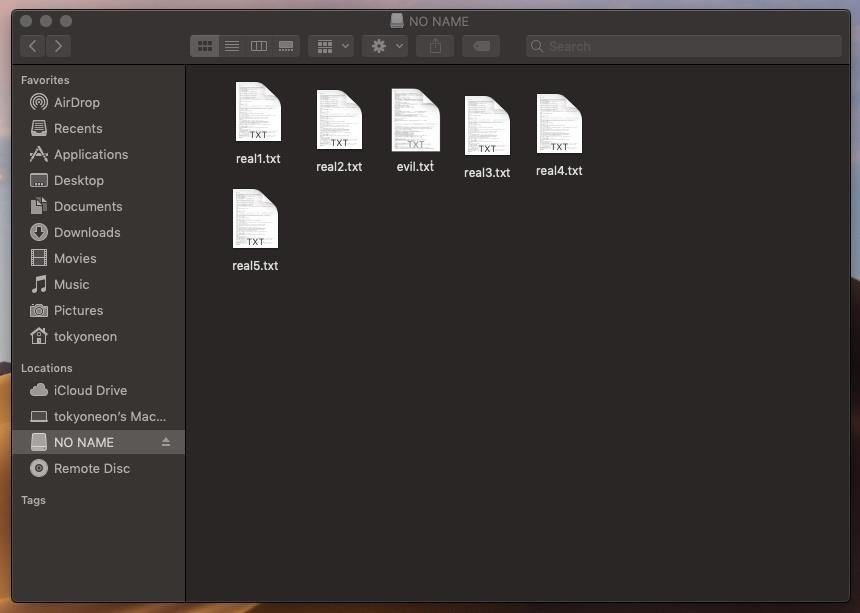 NO NAME
Search
Favorites
AirDrop
Recents
Applications
Desktop
Documents
Downloads
Movies
Music
Pictures
tokyoneon
Locations
iCloud Drive
tokyoneon’s Mac...
NO NAME
Remote Disc
Tags
TXT
real1.txt
TXT
real2.txt
TXT
evil.tẋt
TXT
real3.txt
TXT
real4.txt
TXT
real5.txt